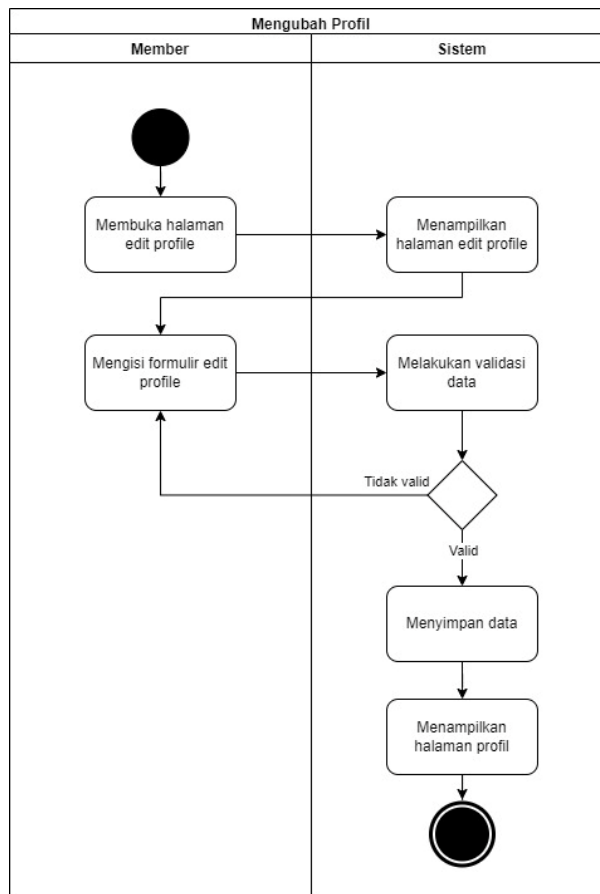 Mengubah Profil
Member
Sistem
Membuka halaman
edit profile
Menampilkan
halaman edit profile
Mengisi formulir edit
profile
Melakukan validasi
data
Tidak valid
Valid
Menyimpan data
Menampilkan
halaman profil